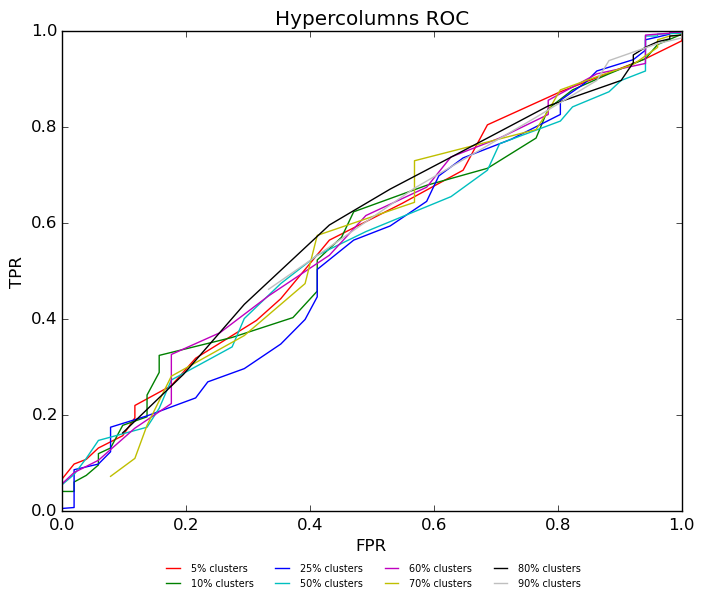 Hypercolumns ROC
1.0
0.8
0.6
0.4
0.2
0.0
TPR
0.0 0.2 0.4 0.6 0.8 1.0
FPR
5% clusters 25% clusters 60% clusters 80% clusters
10% clusters 50% clusters 70% clusters 90% clusters